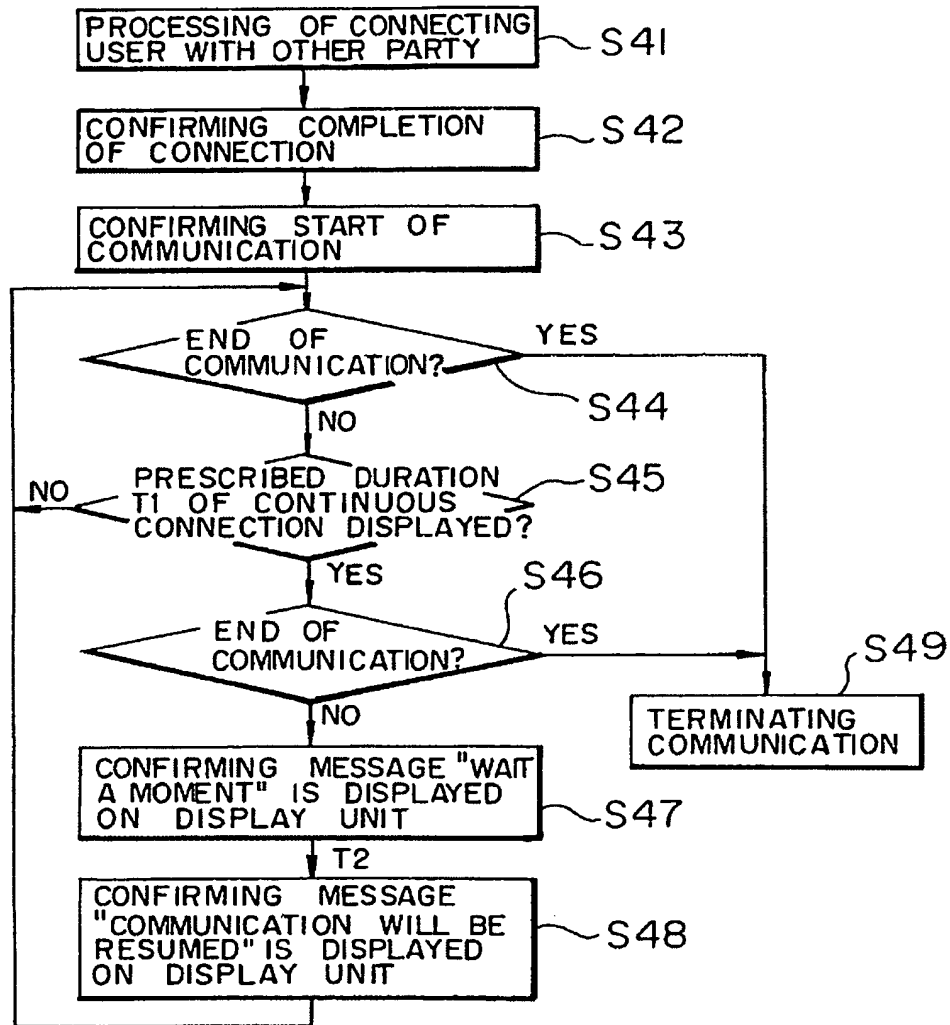 PROCESSING OF CONNECTING
USER WITH OTHER PARTY
S41
CONFIRMING COMPLETION
OF CONNECTION
S42
CONFIRMING START OF
COMMUNICATION
S43
END OF
COMMUNICATION?
YES
S44
NO
PRESCRIBED DURATION
T1 OF CONTINUOUS
CONNECTION DISPLAYED?
S45
NO
YES
END OF
COMMUNICATION?
S46
YES
NO
S49
TERMINATING
COMMUNICATION
CONFIRMING MESSAGE "WAIT
A MOMENT" IS DISPLAYED
ON DISPLAY UNIT
S47
T2
CONFIRMING MESSAGE
"COMMUNICATION WILL BE
RESUMED" IS DISPLAYED
ON DISPLAY UNIT
S48